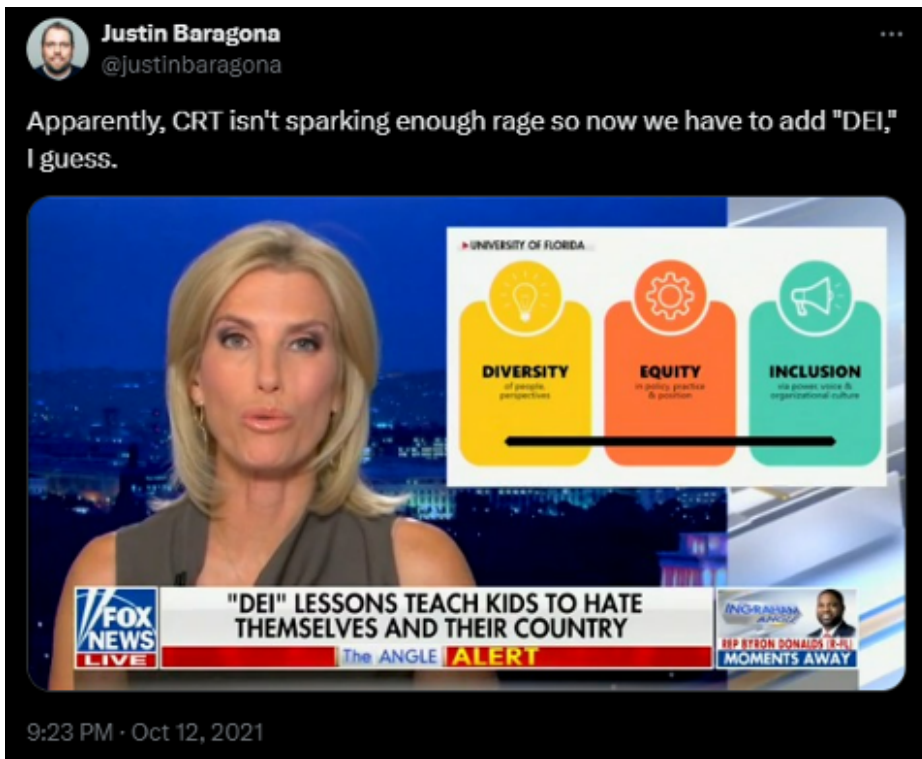 Justin Baragona
@justinbaragona
Apparently, CRT isn't sparking enough rage so now we have to add "DEI,"
I guess.
UNIVERSITY OF FLORIDA
DIVERSITY
of people,
perspectives
EQUITY
in policy, practice
& position
INCLUSION
via power, voice &
organizational culture
FOX
NEWS
LIVE
"DEI" LESSONS TEACH KIDS TO HATE
THEMSELVES AND THEIR COUNTRY
The ANGLE ALERT
INGRAHAM
ANGLE
REP BYRON DONALDS (R-FL)
MOMENTS AWAY
9:23 PM · Oct 12, 2021